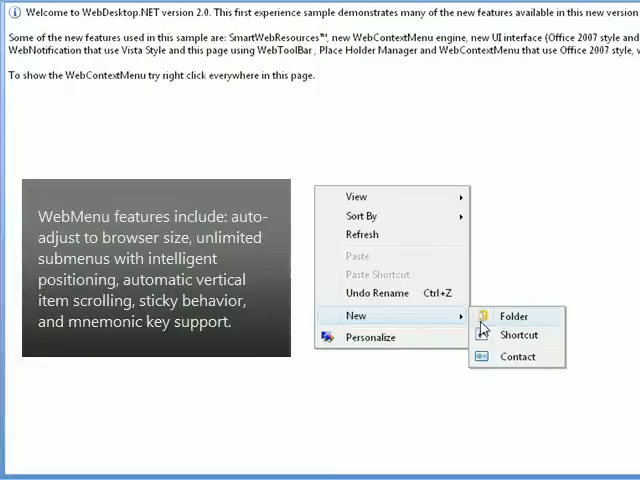 Welcome to WebDesktop.NET version 2.0. This first experience sample demonstrates many of the new features available in this new version
Some of the new features used in this sample are: SmartWebResources™, new WebContextMenu engine, new UI interface (Office 2007 style and
WebNotification that use Vista Style and this page using WebToolBar , Place Holder Manager and WebContextMenu that use Office 2007 style,
To show the WebContextMenu try right click everywhere in this page.
WebMenu features include: auto-
adjust to browser size, unlimited
submenus with intelligent
positioning, automatic vertical
item scrolling, sticky behavior,
and mnemonic key support.
View
Sort By
Refresh
Paste
Paste Shortcut
Undo Rename Ctrl+Z
New
Personalize
Folder
Shortcut
Contact